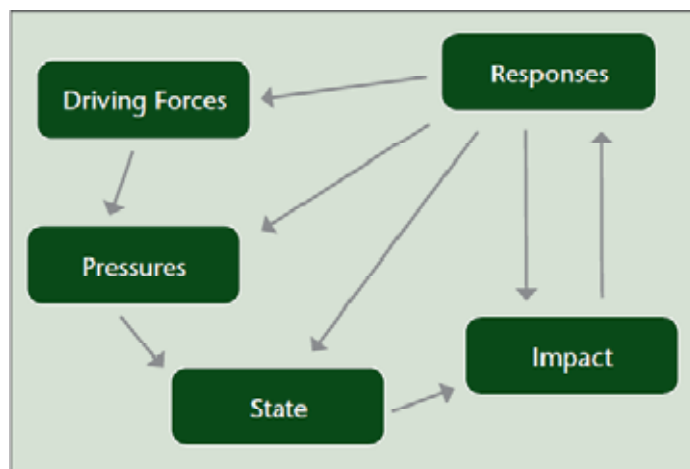 Responses
Driving Forces
Pressures
Impact
State